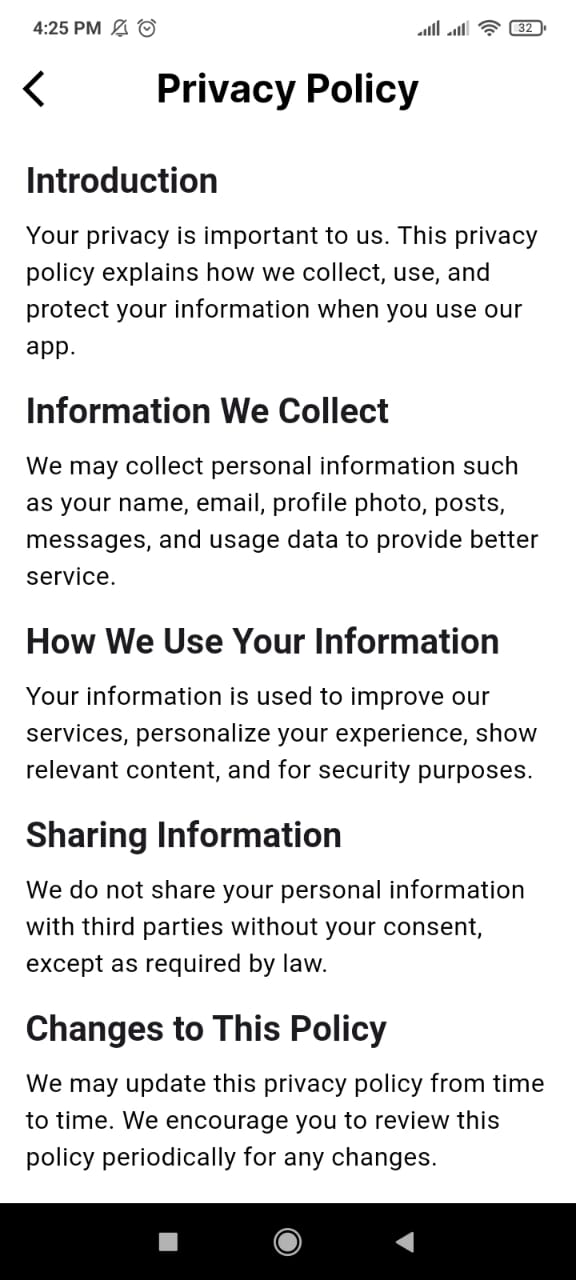 4:25 PM
32
Privacy Policy
Introduction
Your privacy is important to us. This privacy
policy explains how we collect, use, and
protect your information when you use our
app.
Information We Collect
We may collect personal information such
as your name, email, profile photo, posts,
messages, and usage data to provide better
service.
How We Use Your Information
Your information is used to improve our
services, personalize your experience, show
relevant content, and for security purposes.
Sharing Information
We do not share your personal information
with third parties without your consent,
except as required by law.
Changes to This Policy
We may update this privacy policy from time
to time. We encourage you to review this
policy periodically for any changes.